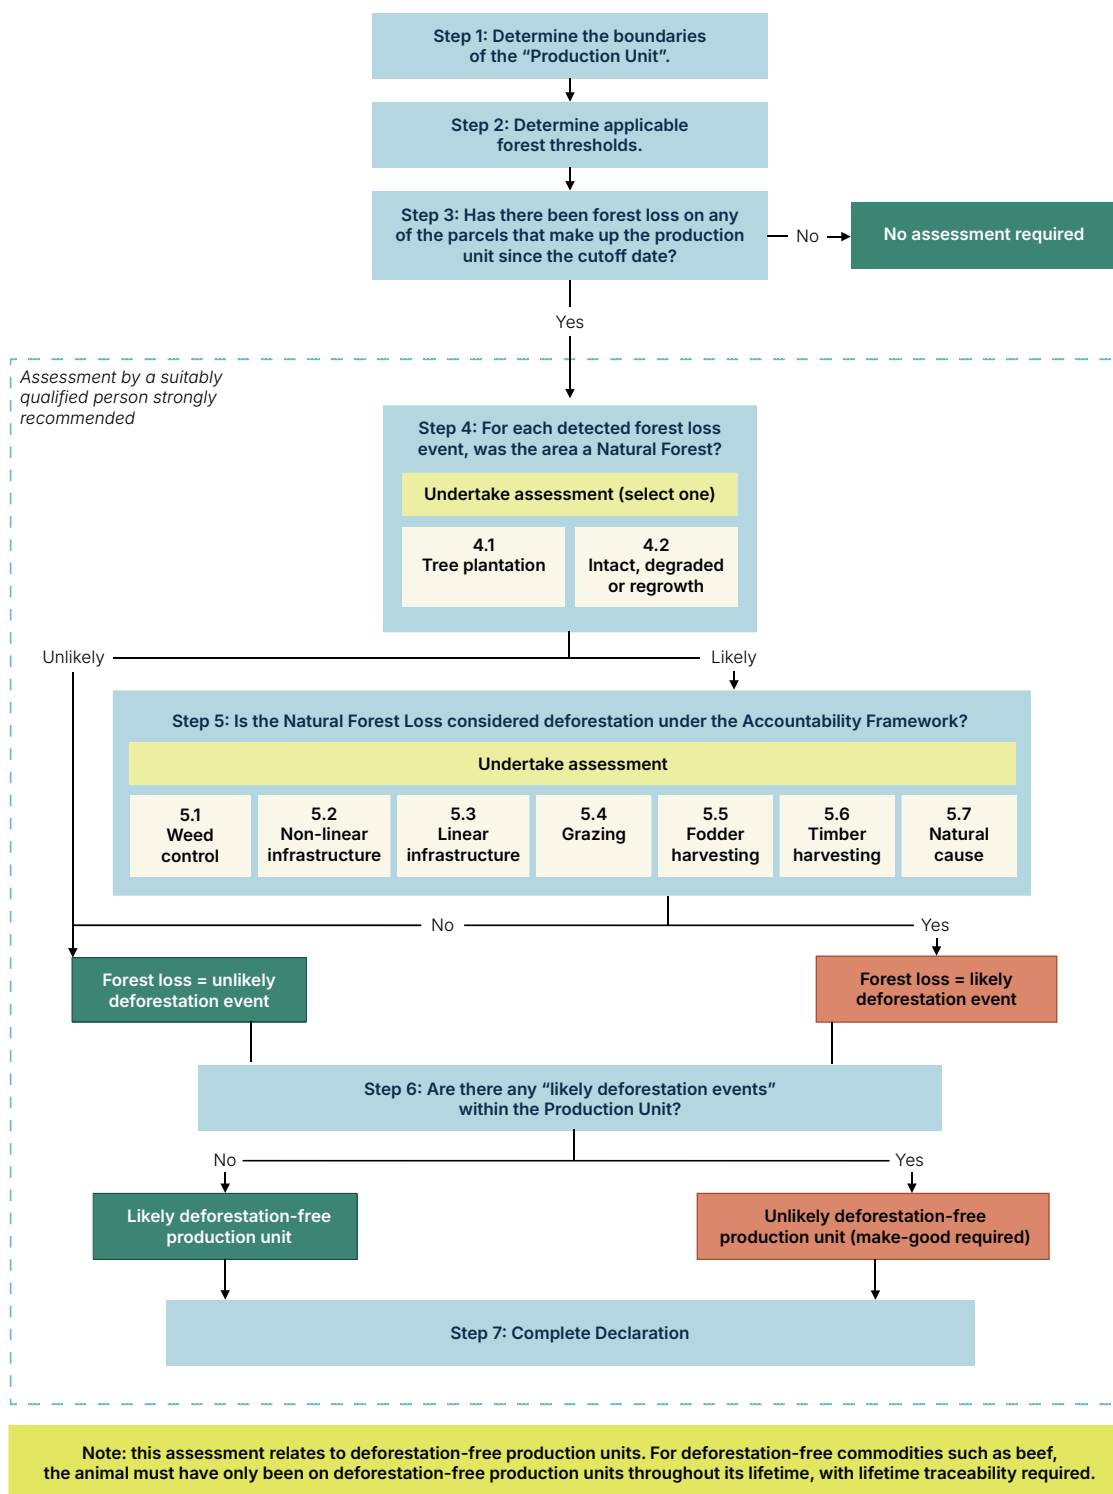 Step 1: Determine the boundaries
of the “Production Unit”.
Step 2: Determine applicable
forest thresholds.
Step 3: Has there been forest loss on any
of the parcels that make up the production
unit since the cutoff date?
No
No assessment required
Yes
Assessment by a suitably
qualified person strongly
recommended
Step 4: For each detected forest loss
event, was the area a Natural Forest?
Undertake assessment (select one)
4.1
Tree plantation
4.2
Intact, degraded
or regrowth
Unlikely
Likely
Step 5: Is the Natural Forest Loss considered deforestation under the Accountability Framework?
Undertake assessment
5.1
Weed
control
5.2
Non-linear
infrastructure
5.3
Linear
infrastructure
5.4
Grazing
5.5
Fodder
harvesting
5.6
Timber
harvesting
5.7
Natural
cause
No
Yes
Forest loss = unlikely
deforestation event
Forest loss = likely
deforestation event
Step 6: Are there any “likely deforestation events”
within the Production Unit?
No
Yes
Likely deforestation-free
production unit
Unlikely deforestation-free
production unit (make-good required)
Step 7: Complete Declaration
Note: this assessment relates to deforestation-free production units. For deforestation-free commodities such as beef,
the animal must have only been on deforestation-free production units throughout its lifetime, with lifetime traceability required.